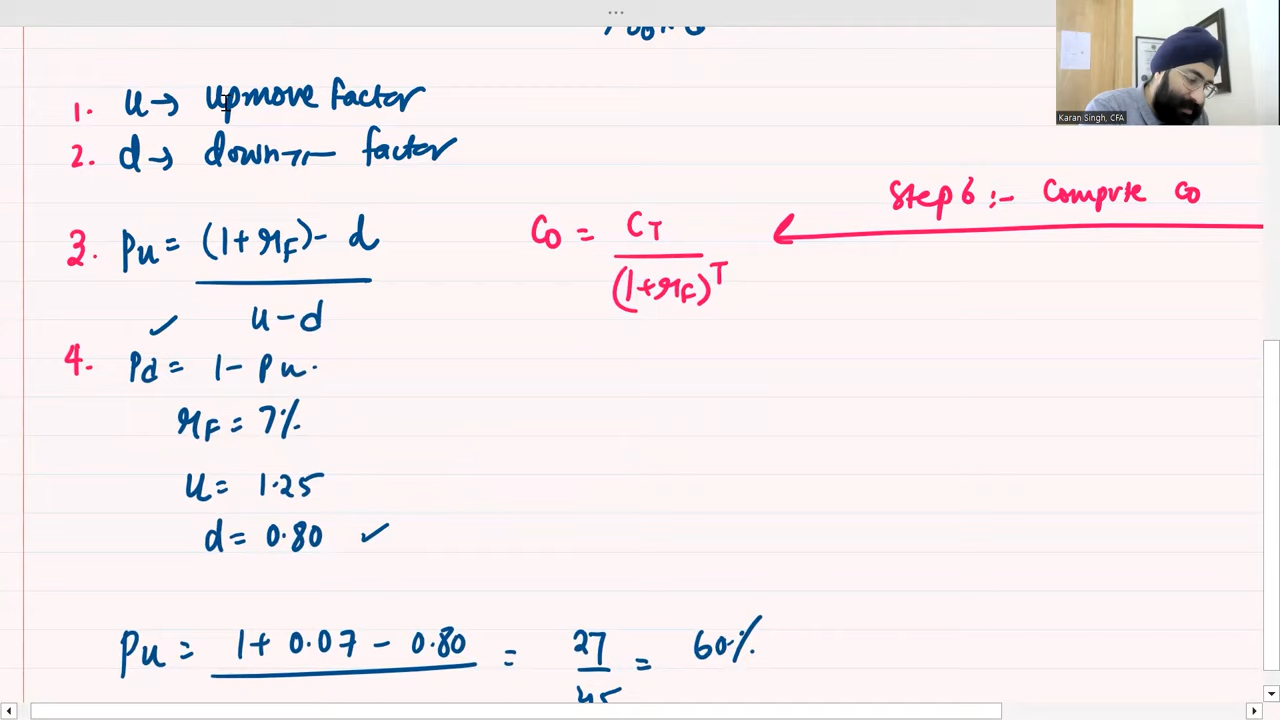 Karan Singh, CFA
1. u → upmove factor
2. d → down factor
Step 6 :- Compute C0
3. Pu = (1+rF) - d
u - d
C0 = CT
(1+rF)^T
4. Pd = 1 - Pu.
rF = 7%
u = 1.25
d = 0.80 ✓
Pu = 1 + 0.07 - 0.80 = 27 = 60%
45